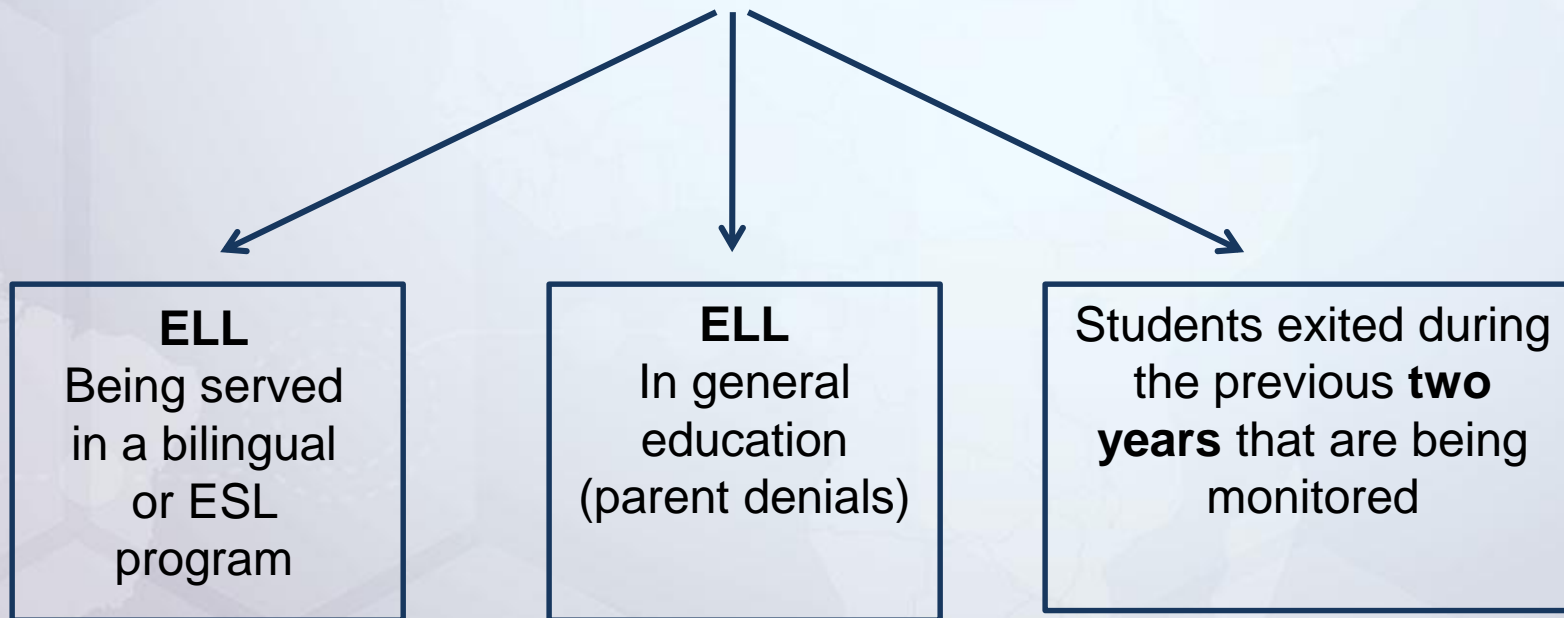 ELL
Being served
in a bilingual
or ESL
program
ELL
In general
education
(parent denials)
Students exited during
the previous two
years that are being
monitored